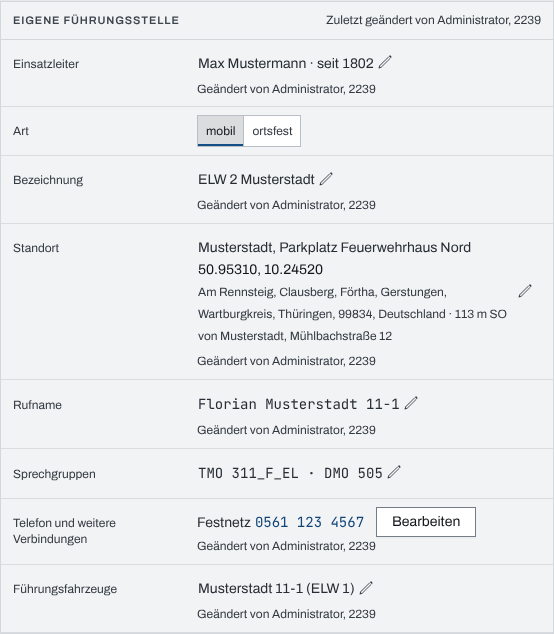 EIGENE FÜHRUNGSSTELLE
Zuletzt geändert von Administrator, 2239
Einsatzleiter
Max Mustermann · seit 1802
Geändert von Administrator, 2239
Art
mobil
ortsfest
Bezeichnung
ELW 2 Musterstadt
Geändert von Administrator, 2239
Standort
Musterstadt, Parkplatz Feuerwehrhaus Nord
50.95310, 10.24520
Am Rennsteig, Clausberg, Förtha, Gerstungen,
Wartburgkreis, Thüringen, 99834, Deutschland · 113 m SO
von Musterstadt, Mühlbachstraße 12
Geändert von Administrator, 2239
Rufname
Florian Musterstadt 11-1
Geändert von Administrator, 2239
Sprechgruppen
TMO 311_F_EL · DMO 505
Telefon und weitere
Verbindungen
Festnetz 0561 123 4567
Bearbeiten
Geändert von Administrator, 2239
Führungsfahrzeuge
Musterstadt 11-1 (ELW 1)
Geändert von Administrator, 2239